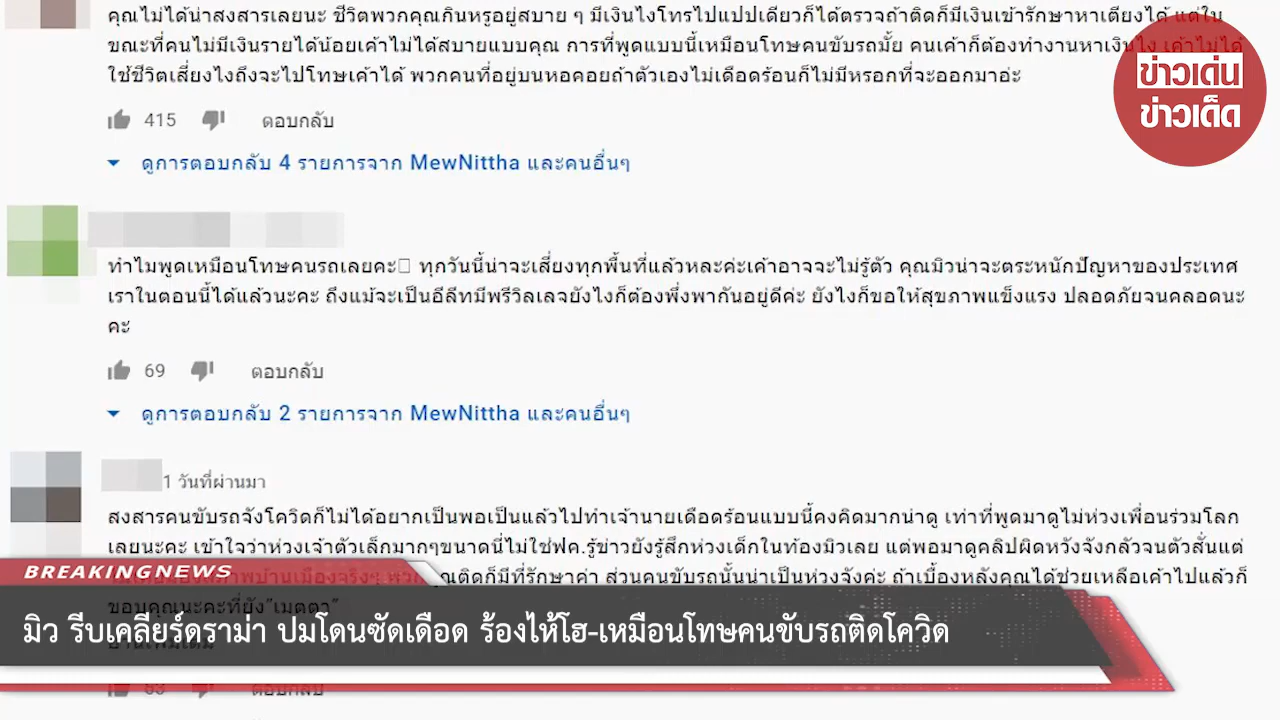 คุณไม่ได้น่าสงสารเลยนะ ชีวิตพวกคุณกินหรูอยู่สบาย ๆ มีเงินไงโทรไปแปปเดียวก็ได้ตรวจถ้าติดก็มีเงินเข้ารักษาหาเตียงได้ แต่ใน
ขณะที่คนไม่มีเงินรายได้น้อยเค้าไม่ได้สบายแบบคุณ การที่พูดแบบนี้เหมือนโทษคนขับรถมั้ย คนเค้าก็ต้องทำงานหาเงินไง เค้าไม่ได้
ใช้ชีวิตเสี่ยงไงถึงจะไปโทษเค้าได้ พวกคนที่อยู่บนหอคอยถ้าตัวเองไม่เดือดร้อนก็ไม่มีหรอกที่จะออกมาอ่ะ
ข่าวเด่น
ข่าวเด็ด
415 ตอบกลับ
ดูการตอบกลับ 4 รายการจาก MewNittha และคนอื่นๆ
ทำไมพูดเหมือนโทษคนรถเลยคะ ทุกวันนี้น่าจะเสี่ยงทุกพื้นที่แล้วหละค่ะเค้าอาจจะไม่รู้ตัว คุณมิวน่าจะตระหนักปัญหาของประเทศ
เราในตอนนี้ได้แล้วนะคะ ถึงแม้จะเป็นอีลีทมีพรีวิลเลจยังไงก็ต้องพึ่งพากันอยู่ดีค่ะ ยังไงก็ขอให้สุขภาพแข็งแรง ปลอดภัยจนคลอดนะ
คะ
69 ตอบกลับ
ดูการตอบกลับ 2 รายการจาก MewNittha และคนอื่นๆ
1 วันที่ผ่านมา
สงสารคนขับรถจังโควิดก็ไม่ได้อยากเป็นพอเป็นแล้วไปทำเจ้านายเดือดร้อนแบบนี้คงคิดมากน่าดู เท่าที่พูดมาดูไม่ห่วงเพื่อนร่วมโลก
เลยนะคะ เข้าใจว่าห่วงเจ้าตัวเล็กมากๆขนาดนี่ไม่ใช่ฟค.รู้ข่าวยังรู้สึกห่วงเด็กในท้องมิวเลย แต่พอมาดูคลิปผิดหวังจังกลัวจนตัวสั่นแต่
คุณติดก็มีที่รักษาค่า ส่วนคนขับรถนั้นน่าเป็นห่วงจังค่ะ ถ้าเบื้องหลังคุณได้ช่วยเหลือเค้าไปแล้วก็
ขอบคุณนะคะที่ยัง"เมตตา"
BREAKING NEWS
มิว รีบเคลียร์ดราม่า ปมโดนซัดเดือด ร้องไห้โฮ-เหมือนโทษคนขับรถติดโควิด
53 ตอบกลับ